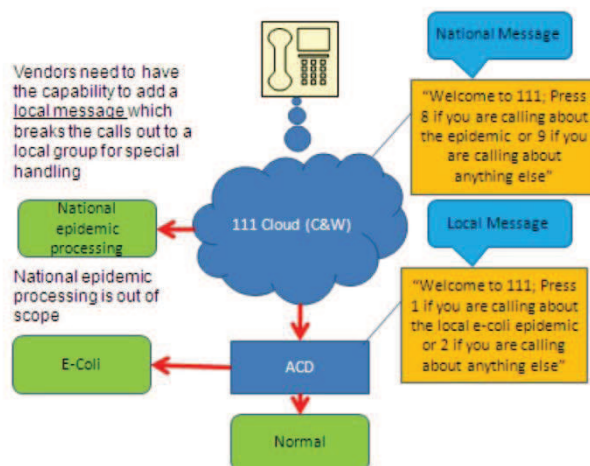 National Message
Vendors need to have
the capability to add a
local message which
breaks the calls out to a
local group for special
handling
“Welcome to 111; Press
8 if you are calling about
the epidemic or 9 if you
are calling about
anything else”
111 Cloud (C&W)
National
epidemic
processing
Local Message
National epidemic
processing is out of
scope
“Welcome to 111; Press
1 if you are calling about
the local e-coli epidemic
or 2 if you are calling
about anything else”
E-Coli
ACD
Normal